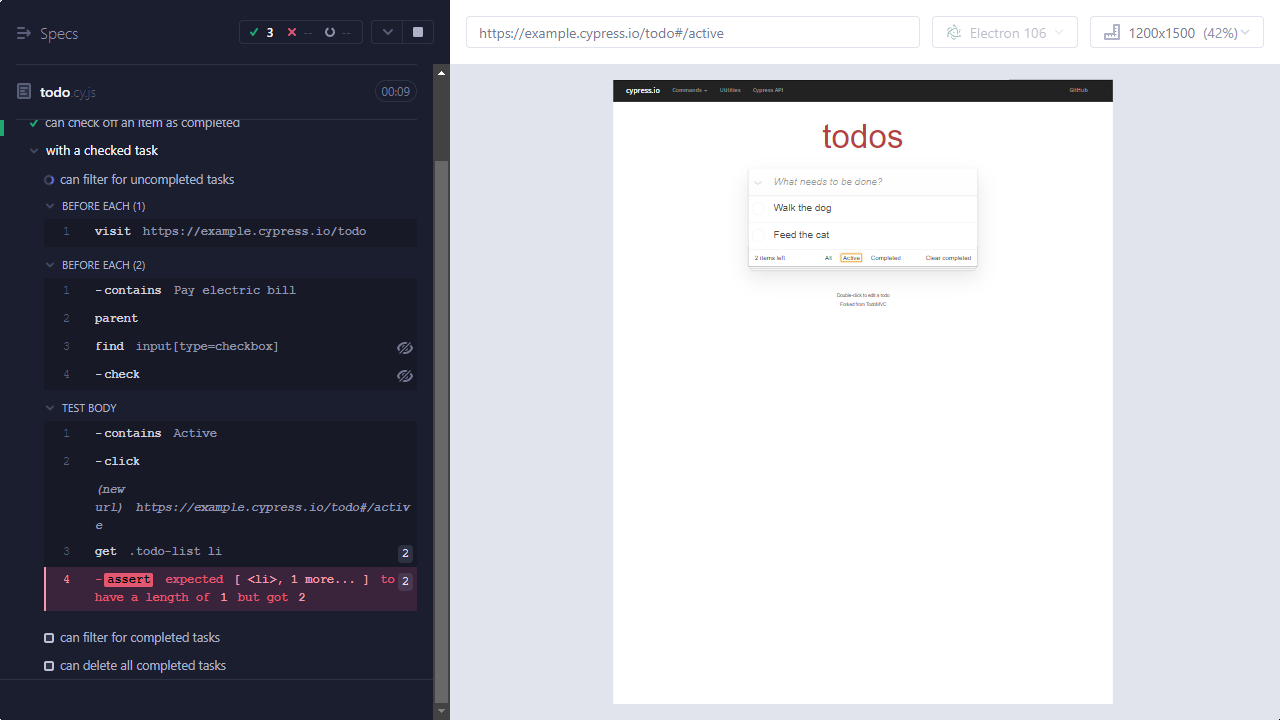 Specs
3
--
--
todo.cy.js
00:09
can check off an item as completed
with a checked task
can filter for uncompleted tasks
BEFORE EACH (1)
1 visit https://example.cypress.io/todo
BEFORE EACH (2)
1 -contains Pay electric bill
2 parent
3 find input[type=checkbox]
4 -check
TEST BODY
1 -contains Active
2 -click
(new
url) https://example.cypress.io/todo#/activ
e
3 get .todo-list li 2
4 -assert expected [ <li>, 1 more... ] to 2
have a length of 1 but got 2
can filter for completed tasks
can delete all completed tasks
https://example.cypress.io/todo#/active
Electron 106
1200x1500 (42%)
cypress.io Commands Utilities Cypress API GitHub
todos
What needs to be done?
Walk the dog
Feed the cat
2 items left All Active Completed Clear completed
Double-click to edit a todo
Forked from TodoMVC